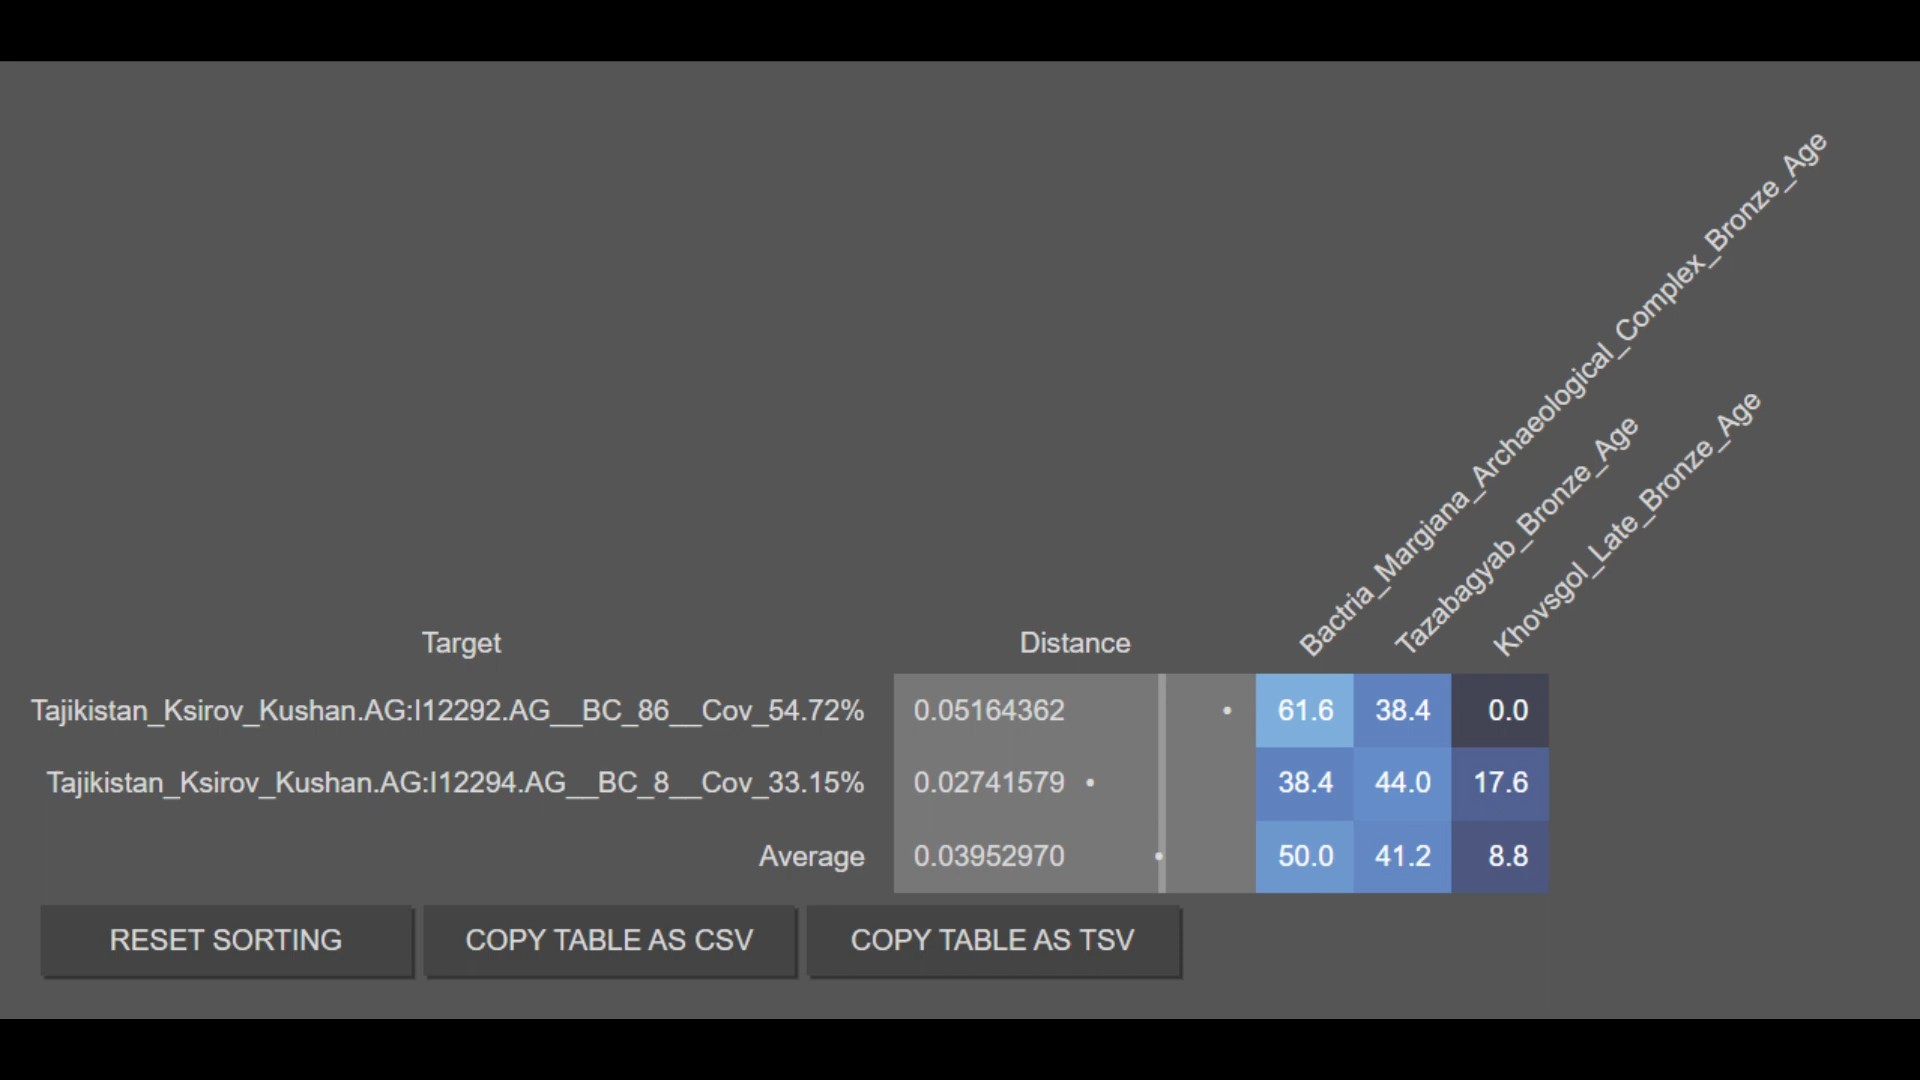 Bactria_Margiana_Archaeological_Complex_Bronze_Age
Tazabagyab_Bronze_Age
Khovsgol_Late_Bronze_Age
Target Distance
Tajikistan_Ksirov_Kushan.AG:I12292.AG__BC_86__Cov_54.72% 0.05164362 61.6 38.4 0.0
Tajikistan_Ksirov_Kushan.AG:I12294.AG__BC_8__Cov_33.15% 0.02741579 38.4 44.0 17.6
Average 0.03952970 50.0 41.2 8.8
RESET SORTING COPY TABLE AS CSV COPY TABLE AS TSV